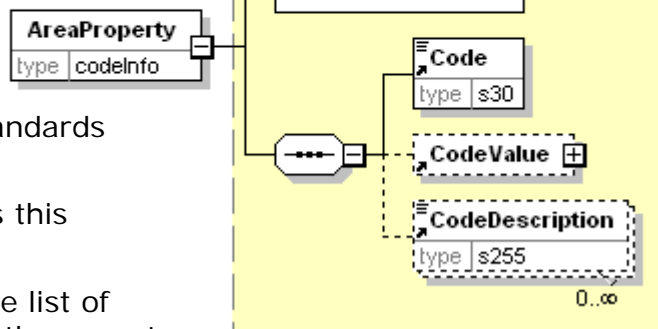 AreaProperty
type codeInfo
Code
type s30
andards
CodeValue
s this
CodeDescription
type s255
e list of
0..∞